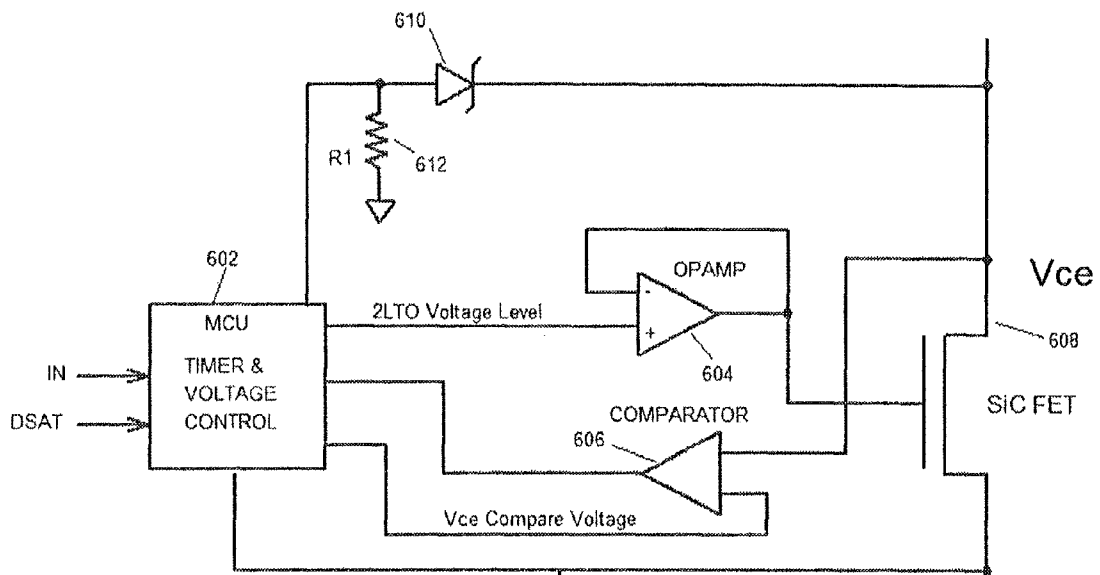 610
R1
612
602
MCU
TIMER &
VOLTAGE
CONTROL
IN
DSAT
2LTO Voltage Level
OPAMP
-
+
604
Vce
608
SiC FET
COMPARATOR
606
Vce Compare Voltage